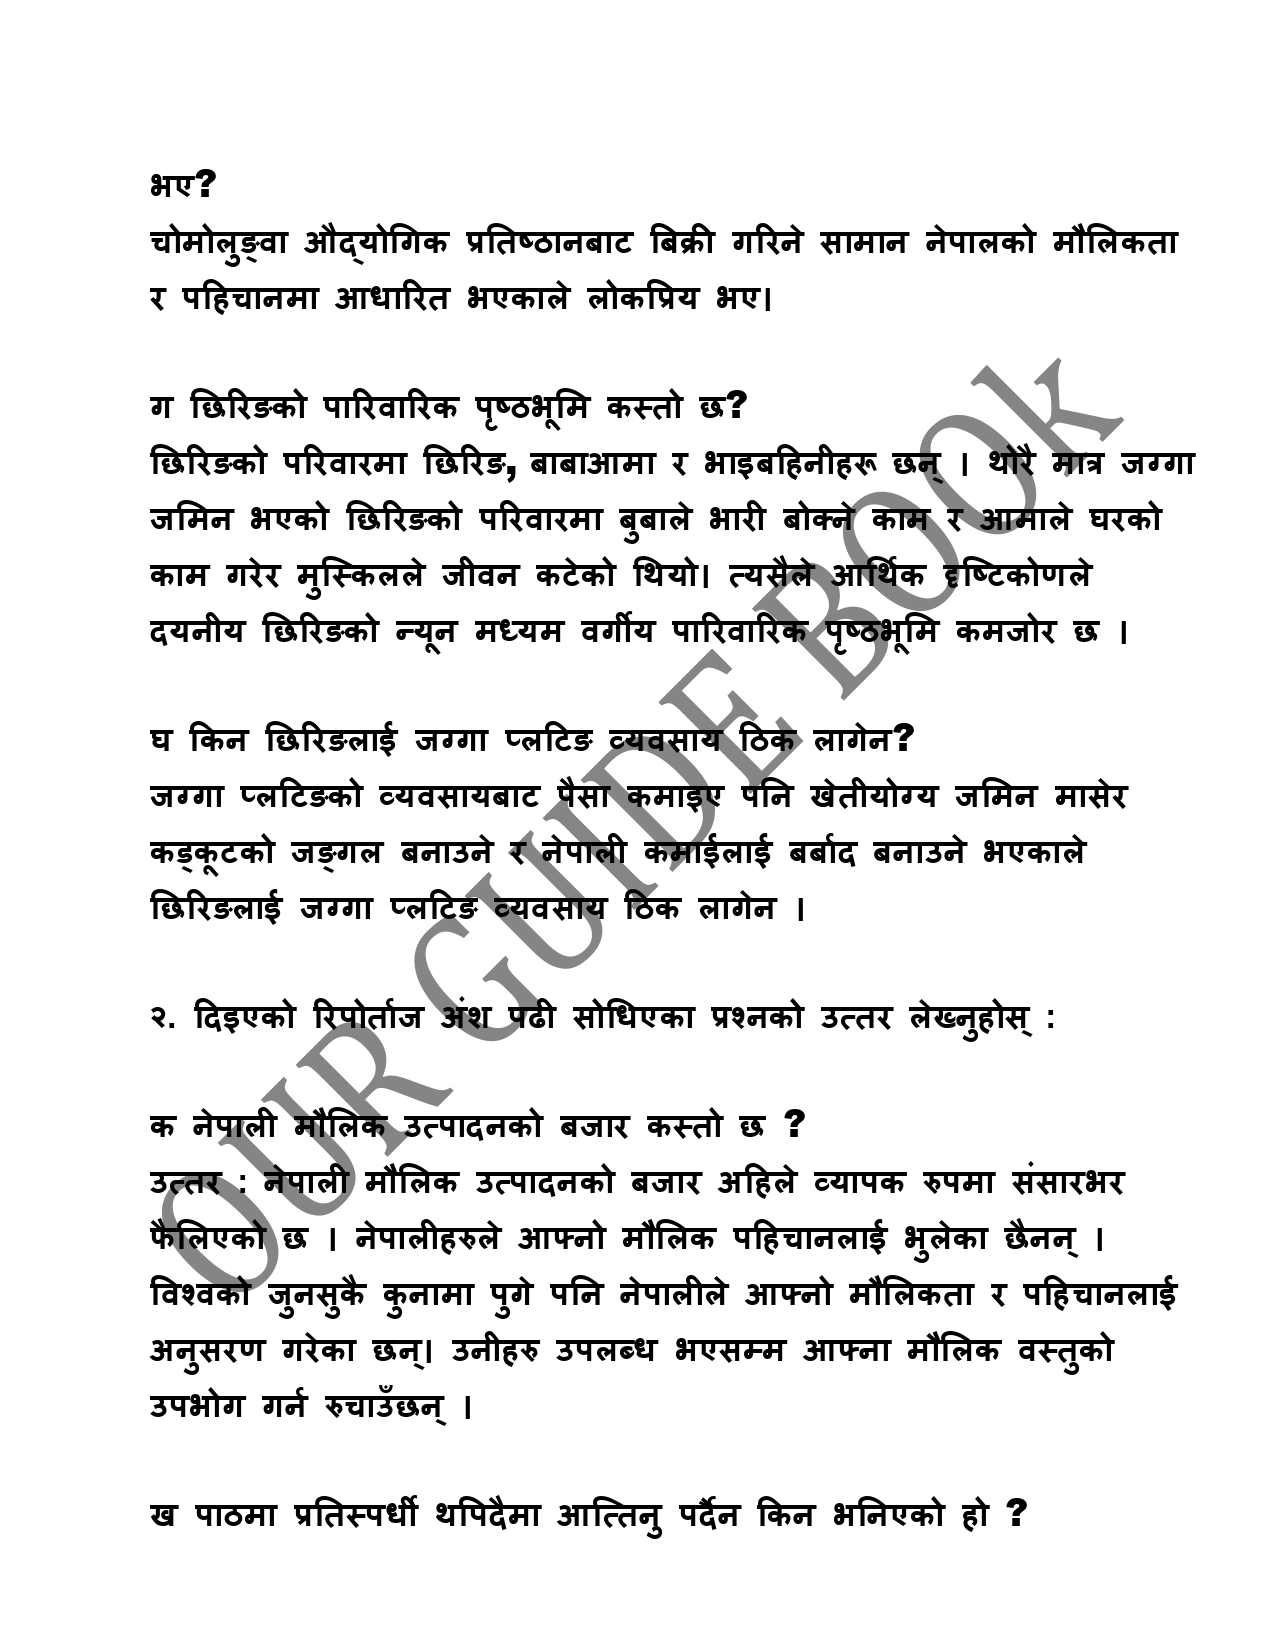 भए?
चोमोलुङ्वा औद्योगिक प्रतिष्ठानबाट बिक्री गरिने सामान नेपालको मौलिकता
र पहिचानमा आधारित भएकाले लोकप्रिय भए।
ग छिरिङको पारिवारिक पृष्ठभूमि कस्तो छ?
छिरिङको परिवारमा छिरिङ, बाबाआमा र भाइबहिनीहरू छन् । थोरै मात्र जग्गा
जमिन भएको छिरिङको परिवारमा बुबाले भारी बोक्ने काम र आमाले घरको
काम गरेर मुस्किलले जीवन कटेको थियो। त्यसैले आर्थिक दृष्टिकोणले
दयनीय छिरिङको न्यून मध्यम वर्गीय पारिवारिक पृष्ठभूमि कमजोर छ ।
घ किन छिरिङलाई जग्गा प्लटिङ व्यवसाय ठिक लागेन?
जग्गा प्लटिङको व्यवसायबाट पैसा कमाइए पनि खेतीयोग्य जमिन मासेर
कड्कूटको जङ्गल बनाउने र नेपाली कमाईलाई बर्बाद बनाउने भएकाले
छिरिङलाई जग्गा प्लटिङ व्यवसाय ठिक लागेन ।
२. दिइएको रिपोर्ताज अंश पढी सोधिएका प्रश्नको उत्तर लेख्नुहोस् :
क नेपाली मौलिक उत्पादनको बजार कस्तो छ ?
उत्तर : नेपाली मौलिक उत्पादनको बजार अहिले व्यापक रुपमा संसारभर
फैलिएको छ । नेपालीहरुले आफ्नो मौलिक पहिचानलाई भुलेका छैनन् ।
विश्वको जुनसुकै कुनामा पुगे पनि नेपालीले आफ्नो मौलिकता र पहिचानलाई
अनुसरण गरेका छन्। उनीहरु उपलब्ध भएसम्म आफ्ना मौलिक वस्तुको
उपभोग गर्न रुचाउँछन् ।
ख पाठमा प्रतिस्पर्धी थपिदैमा आत्तिनु पर्दैन किन भनिएको हो ?
OUR GUIDE BOOk